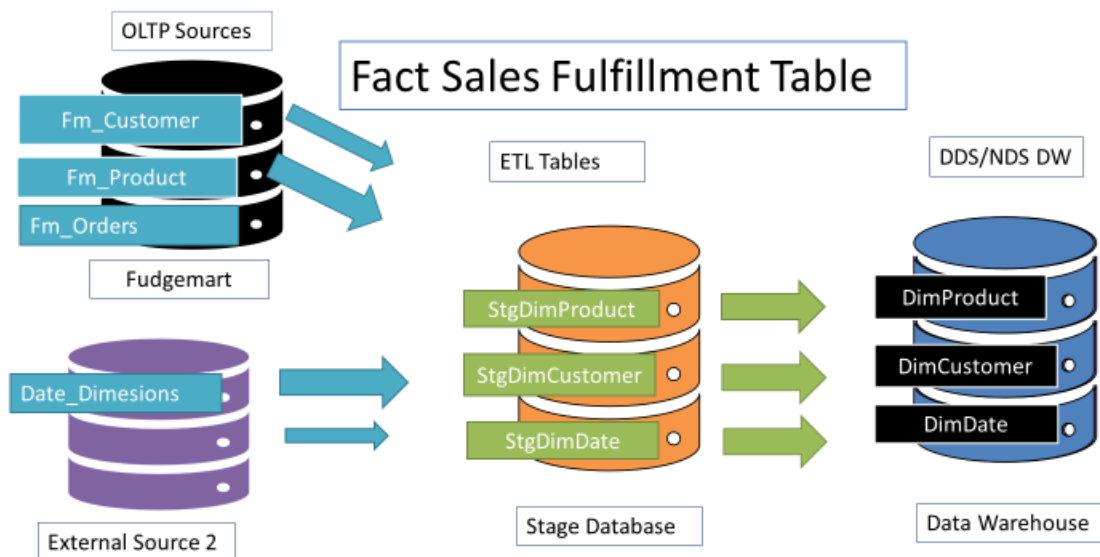 OLTP Sources
Fact Sales Fulfillment Table
Fm_Customer
Fm_Product
Fm_Orders
Fudgemart
ETL Tables
DDS/NDS DW
StgDimProduct
StgDimCustomer
StgDimDate
DimProduct
DimCustomer
DimDate
Date_Dimesions
External Source 2
Stage Database
Data Warehouse